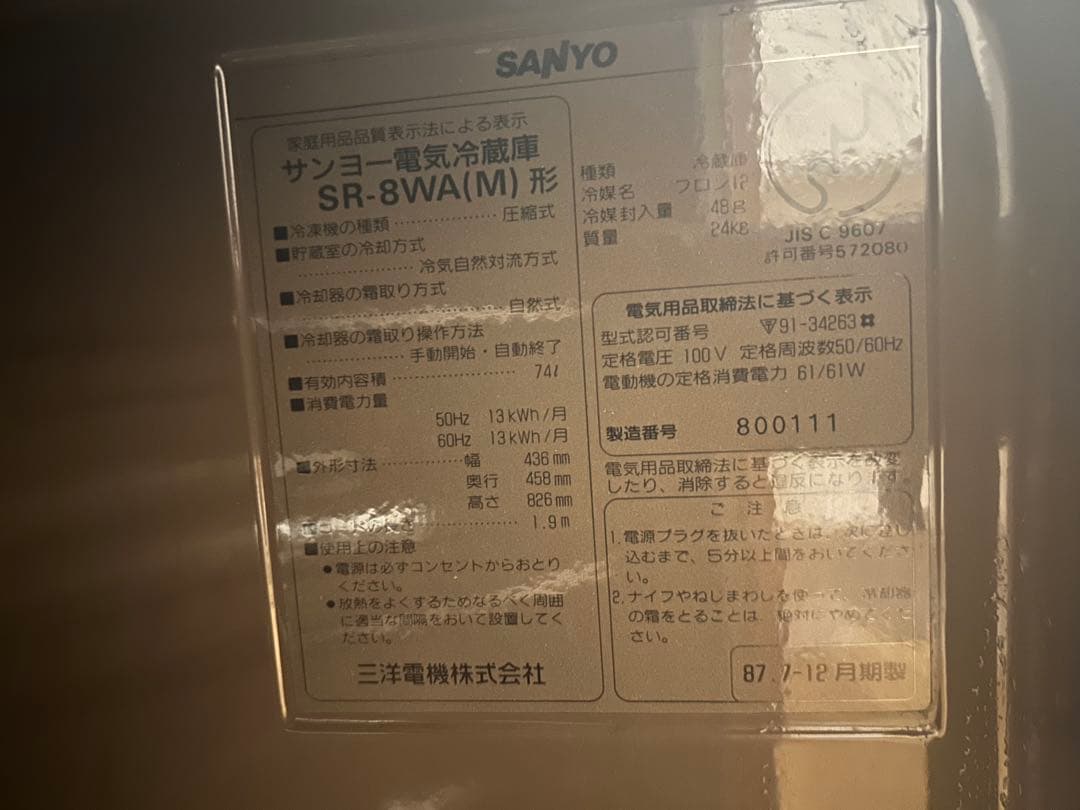 SANYO
家庭用品品質表示法による表示
サンヨー電気冷蔵庫
SR-8WA(M) 形
■冷凍機の種類 圧縮式
■貯蔵室の冷却方式
冷気自然対流方式
■冷却器の霜取り方式
自然式
■冷却器の霜取り操作方法
手動開始・自動終了
■有効内容積 74ℓ
■消費電力量
50Hz 13kWh/月
60Hz 13kWh/月
■外形寸法 幅 436mm
奥行 458mm
高さ 826mm
1.9m
■使用上の注意
●電源は必ずコンセントからおとり
ください。
●放熱をよくするためなるべく周囲
に適当な間隔をおいて設置してく
ださい。
三洋電機株式会社
種類 冷蔵庫
冷媒名 フロン12
冷媒封入量 48g
質量 24kg
JIS C 9607
許可番号572080
電気用品取締法に基づく表示
型式認可番号 91-34263
定格電圧 100V 定格周波数50/60Hz
電動機の定格消費電力 61/61W
製造番号 800111
電気用品取締法に基づく表示を改変
したり、消除すると違反になります。
ご注意
1.電源プラグを抜いたときは、次に差し
込むまで、5分以上間をおいてくださ
い。
2.ナイフやねじまわしを使って、
の霜をとることは、絶対にやめてくだ
さい。
87.7-12月期製